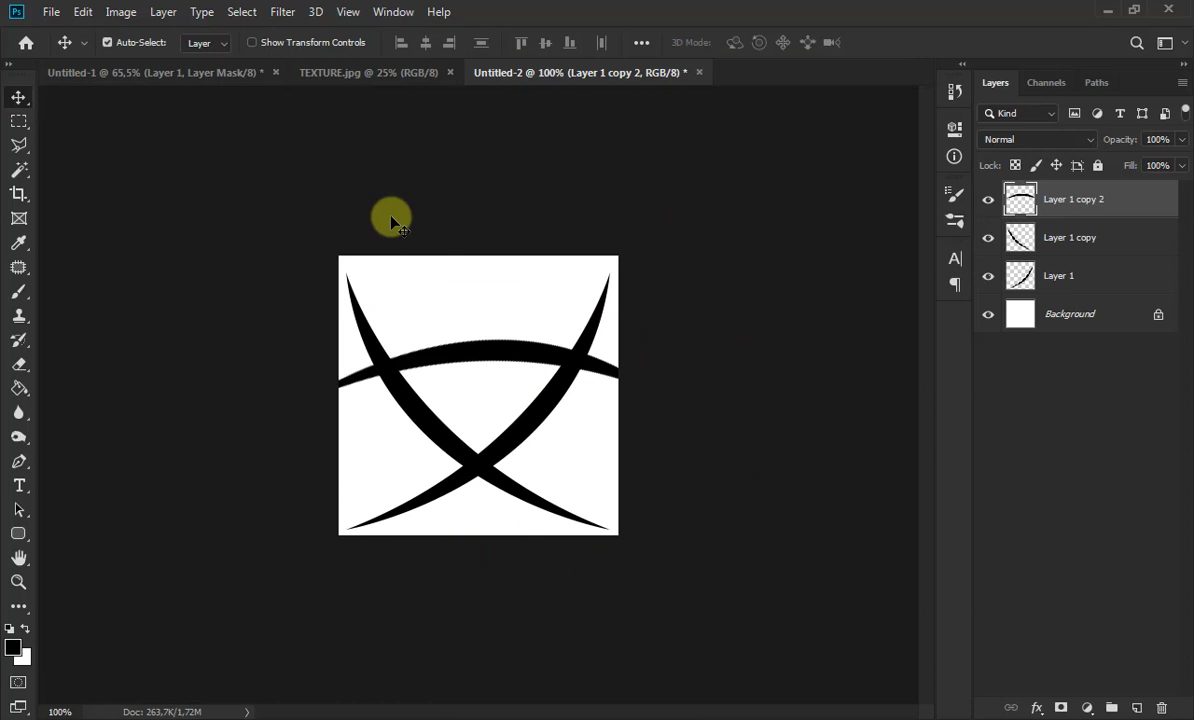 Ps File Edit Image Layer Type Select Filter 3D View Window Help
Auto-Select: Layer Show Transform Controls 3D Mode:
Untitled-1 @ 65,5% (Layer 1, Layer Mask/8) * TEXTURE.jpg @ 25% (RGB/8) Untitled-2 @ 100% (Layer 1 copy 2, RGB/8) *
Layers Channels Paths
Kind
Normal Opacity: 100%
Lock: Fill: 100%
Layer 1 copy 2
Layer 1 copy
Layer 1
Background
100% Doc: 263,7K/1,72M